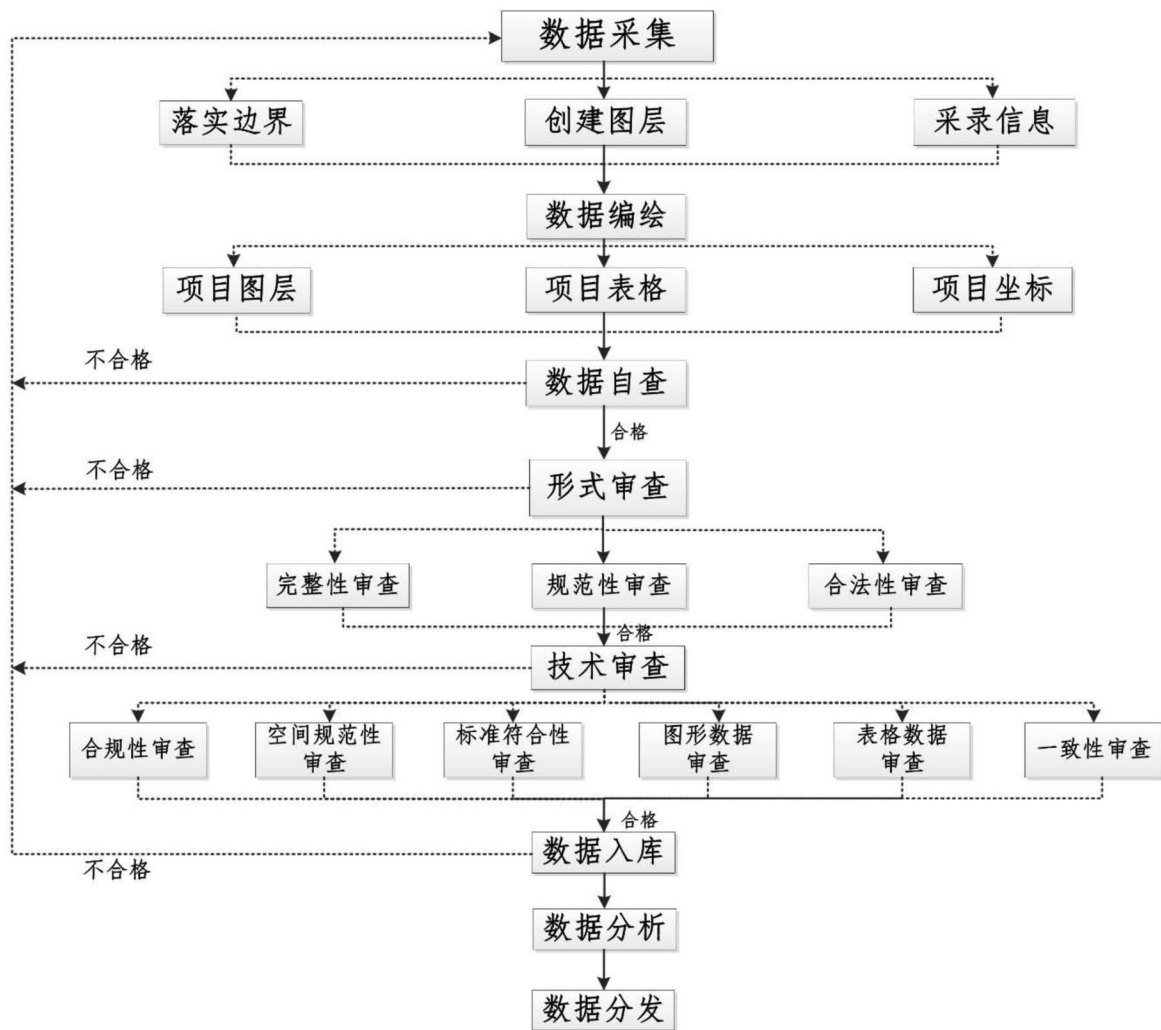 数据采集
落实边界
创建图层
采录信息
数据编绘
项目图层
项目表格
项目坐标
不合格
数据自查
合格
不合格
形式审查
完整性审查
规范性审查
合法性审查
合格
不合格
技术审查
合规性审查
空间规范性
审查
标准符合性
审查
图形数据
审查
表格数据
审查
一致性审查
合格
数据入库
不合格
数据分析
数据分发